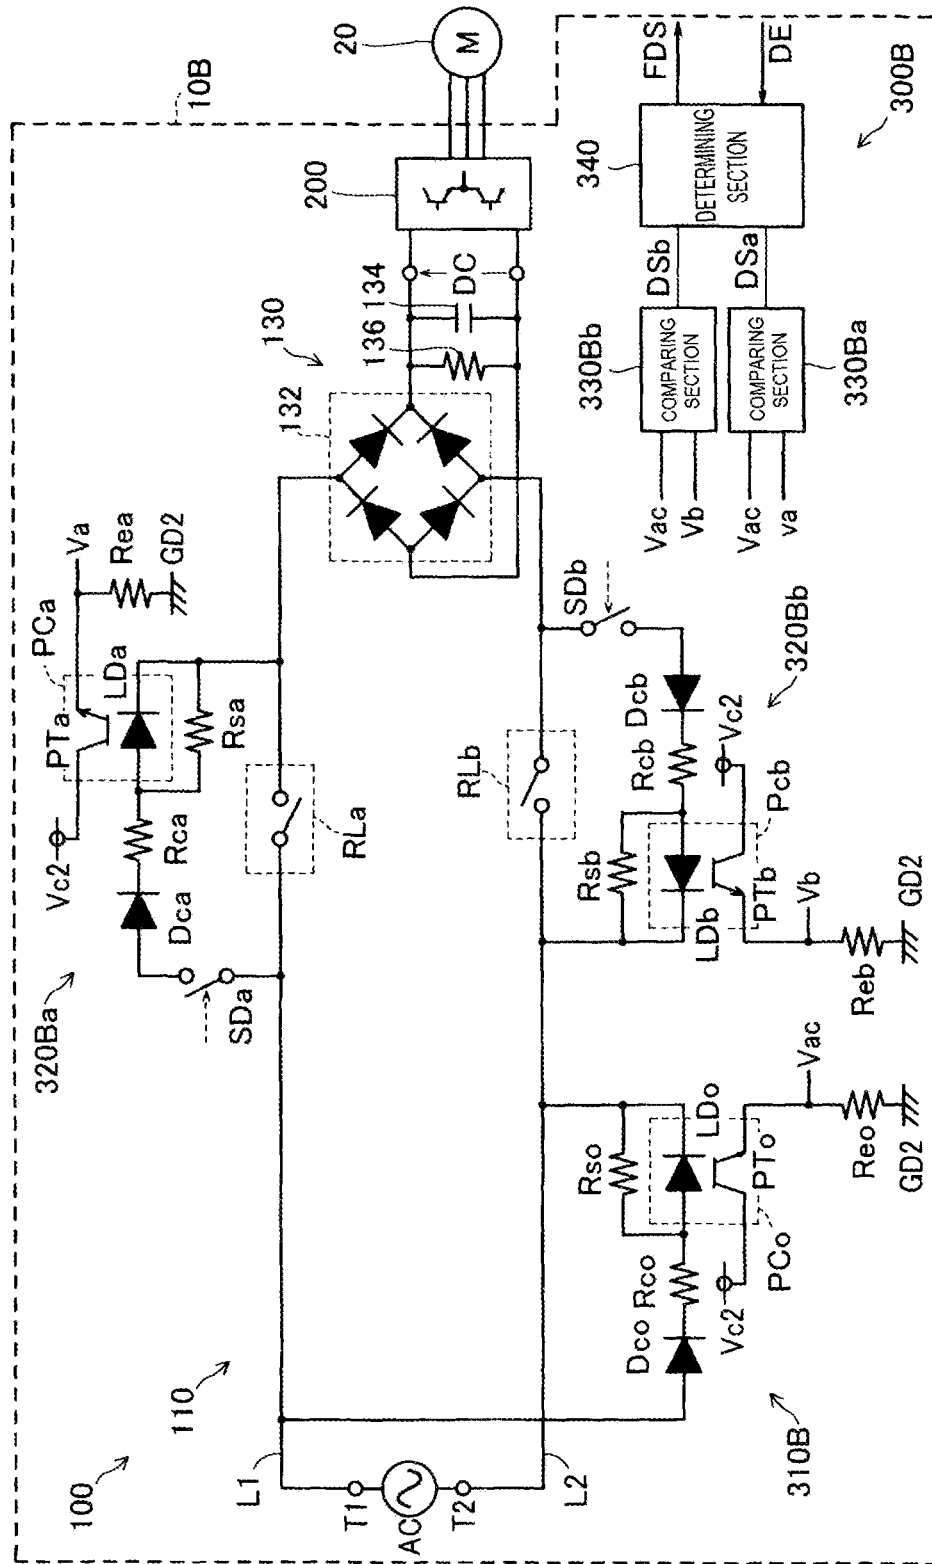 100
110
10B
L1
T1
AC
T2
L2
320Ba
SDa
Dca
Rca
Vc2
PTa
PCa
LDa
Rsa
Va
Rea
GD2
RLa
RLb
130
132
136
134
DC
200
20
M
310B
Dco
Rco
Rso
LDo
PTo
PCo
Vc2
Vac
Reo
GD2
SDb
Dcb
Rcb
Rsb
LDb
PTb
Pcb
Vc2
320Bb
Vb
Reb
GD2
Vac
Vb
COMPARING
SECTION
330Bb
DSb
Vac
va
COMPARING
SECTION
330Ba
DSa
DETERMINING
SECTION
340
FDS
DE
300B